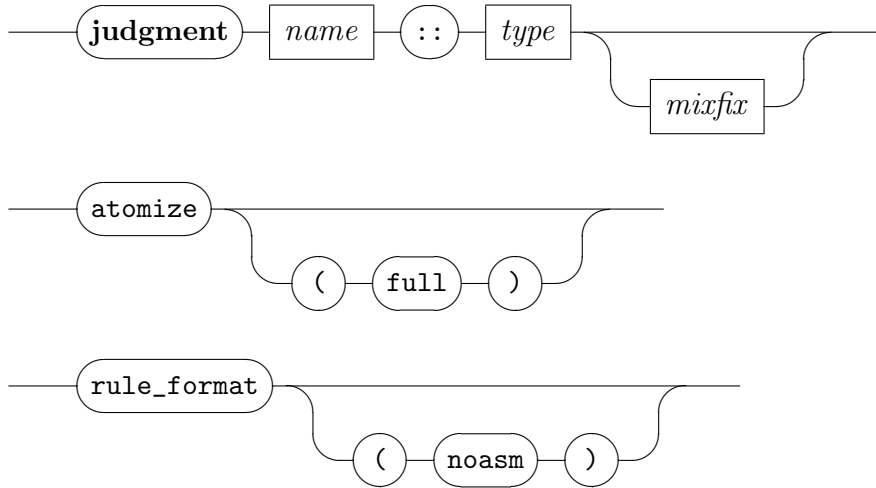 judgment name :: type
mixfix
atomize
( full )
rule_format
( noasm )